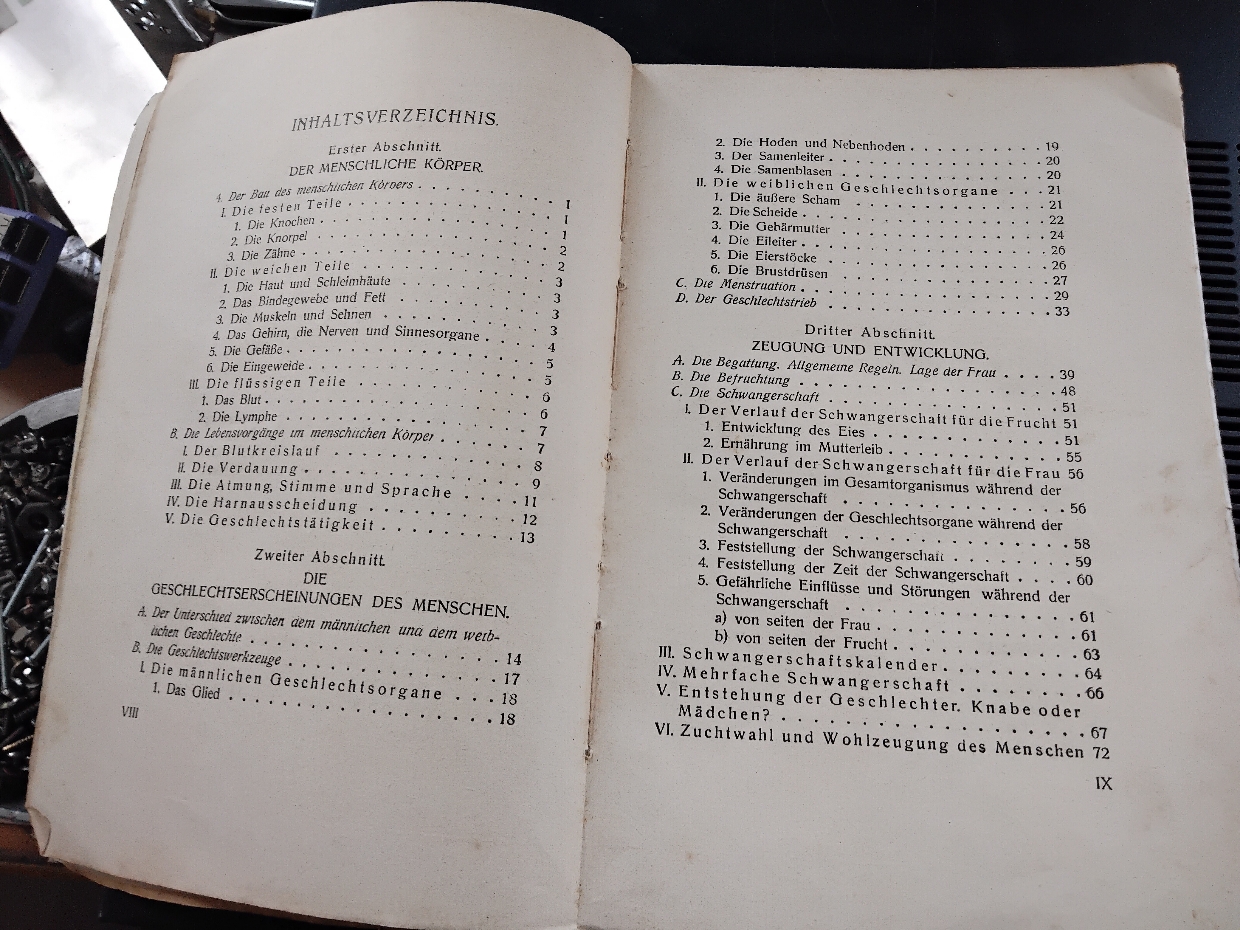 INHALTSVERZEICHNIS.
Erster Abschnitt.
DER MENSCHLICHE KÖRPER.
A. Der Bau des menschlichen Körpers . . . . . . . . . . 1
I. Die festen Teile . . . . . . . . . . 1
1. Die Knochen . . . . . . . . . . 1
2. Die Knorpel . . . . . . . . . . 2
3. Die Zähne . . . . . . . . . . 2
II. Die weichen Teile . . . . . . . . . . 3
1. Die Haut und Schleimhäute . . . . . . . . . . 3
2. Das Bindegewebe und Fett . . . . . . . . . . 3
3. Die Muskeln und Sehnen . . . . . . . . . . 3
4. Das Gehirn, die Nerven und Sinnesorgane . . . . 4
5. Die Gefäße . . . . . . . . . . 5
6. Die Eingeweide . . . . . . . . . . 5
III. Die flüssigen Teile . . . . . . . . . . 6
1. Das Blut . . . . . . . . . . 6
2. Die Lymphe . . . . . . . . . . 7
B. Die Lebensvorgänge im menschlichen Körper . . . . . . 7
I. Der Blutkreislauf . . . . . . . . . . 8
II. Die Verdauung . . . . . . . . . . 9
III. Die Atmung, Stimme und Sprache . . . . 11
IV. Die Harnausscheidung . . . . . . . . . 12
V. Die Geschlechtstätigkeit . . . . . . . . 13
Zweiter Abschnitt.
DIE
GESCHLECHTSERSCHEINUNGEN DES MENSCHEN.
A. Der Unterschied zwischen dem männlichen und dem weib-
lichen Geschlechte . . . . . . . . . . 14
B. Die Geschlechtswerkzeuge . . . . . . . . . . 17
I. Die männlichen Geschlechtsorgane . . . 18
1. Das Glied . . . . . . . . . . 18
VIII
2. Die Hoden und Nebenhoden . . . . . . . . . . 19
3. Der Samenleiter . . . . . . . . . . 20
4. Die Samenblasen . . . . . . . . . . 20
II. Die weiblichen Geschlechtsorgane . . . 21
1. Die äußere Scham . . . . . . . . . . 21
2. Die Scheide . . . . . . . . . . 22
3. Die Gebärmutter . . . . . . . . . . 24
4. Die Eileiter . . . . . . . . . . 26
5. Die Eierstöcke . . . . . . . . . . 26
6. Die Brustdrüsen . . . . . . . . . . 27
C. Die Menstruation . . . . . . . . . . 29
D. Der Geschlechtstrieb . . . . . . . . . . 33
Dritter Abschnitt.
ZEUGUNG UND ENTWICKLUNG.
A. Die Begattung. Allgemeine Regeln. Lage der Frau . . . . 39
B. Die Befruchtung . . . . . . . . . . 48
C. Die Schwangerschaft . . . . . . . . . . 51
I. Der Verlauf der Schwangerschaft für die Frucht 51
1. Entwicklung des Eies . . . . . . . . . . 51
2. Ernährung im Mutterleib . . . . . . . . . . 55
II. Der Verlauf der Schwangerschaft für die Frau 56
1. Veränderungen im Gesamtorganismus während der
Schwangerschaft . . . . . . . . . . 56
2. Veränderungen der Geschlechtsorgane während der
Schwangerschaft . . . . . . . . . . 58
3. Feststellung der Schwangerschaft . . . . . . . . 59
4. Feststellung der Zeit der Schwangerschaft . . . . 60
5. Gefährliche Einflüsse und Störungen während der
Schwangerschaft . . . . . . . . . . 61
a) von seiten der Frau . . . . . . . . . . 61
b) von seiten der Frucht . . . . . . . . . . 63
III. Schwangerschaftskalender . . . . . . . . 64
IV. Mehrfache Schwangerschaft . . . . . . . . 66
V. Entstehung der Geschlechter. Knabe oder
Mädchen? . . . . . . . . . . 67
VI. Zuchtwahl und Wohlzeugung des Menschen 72
IX